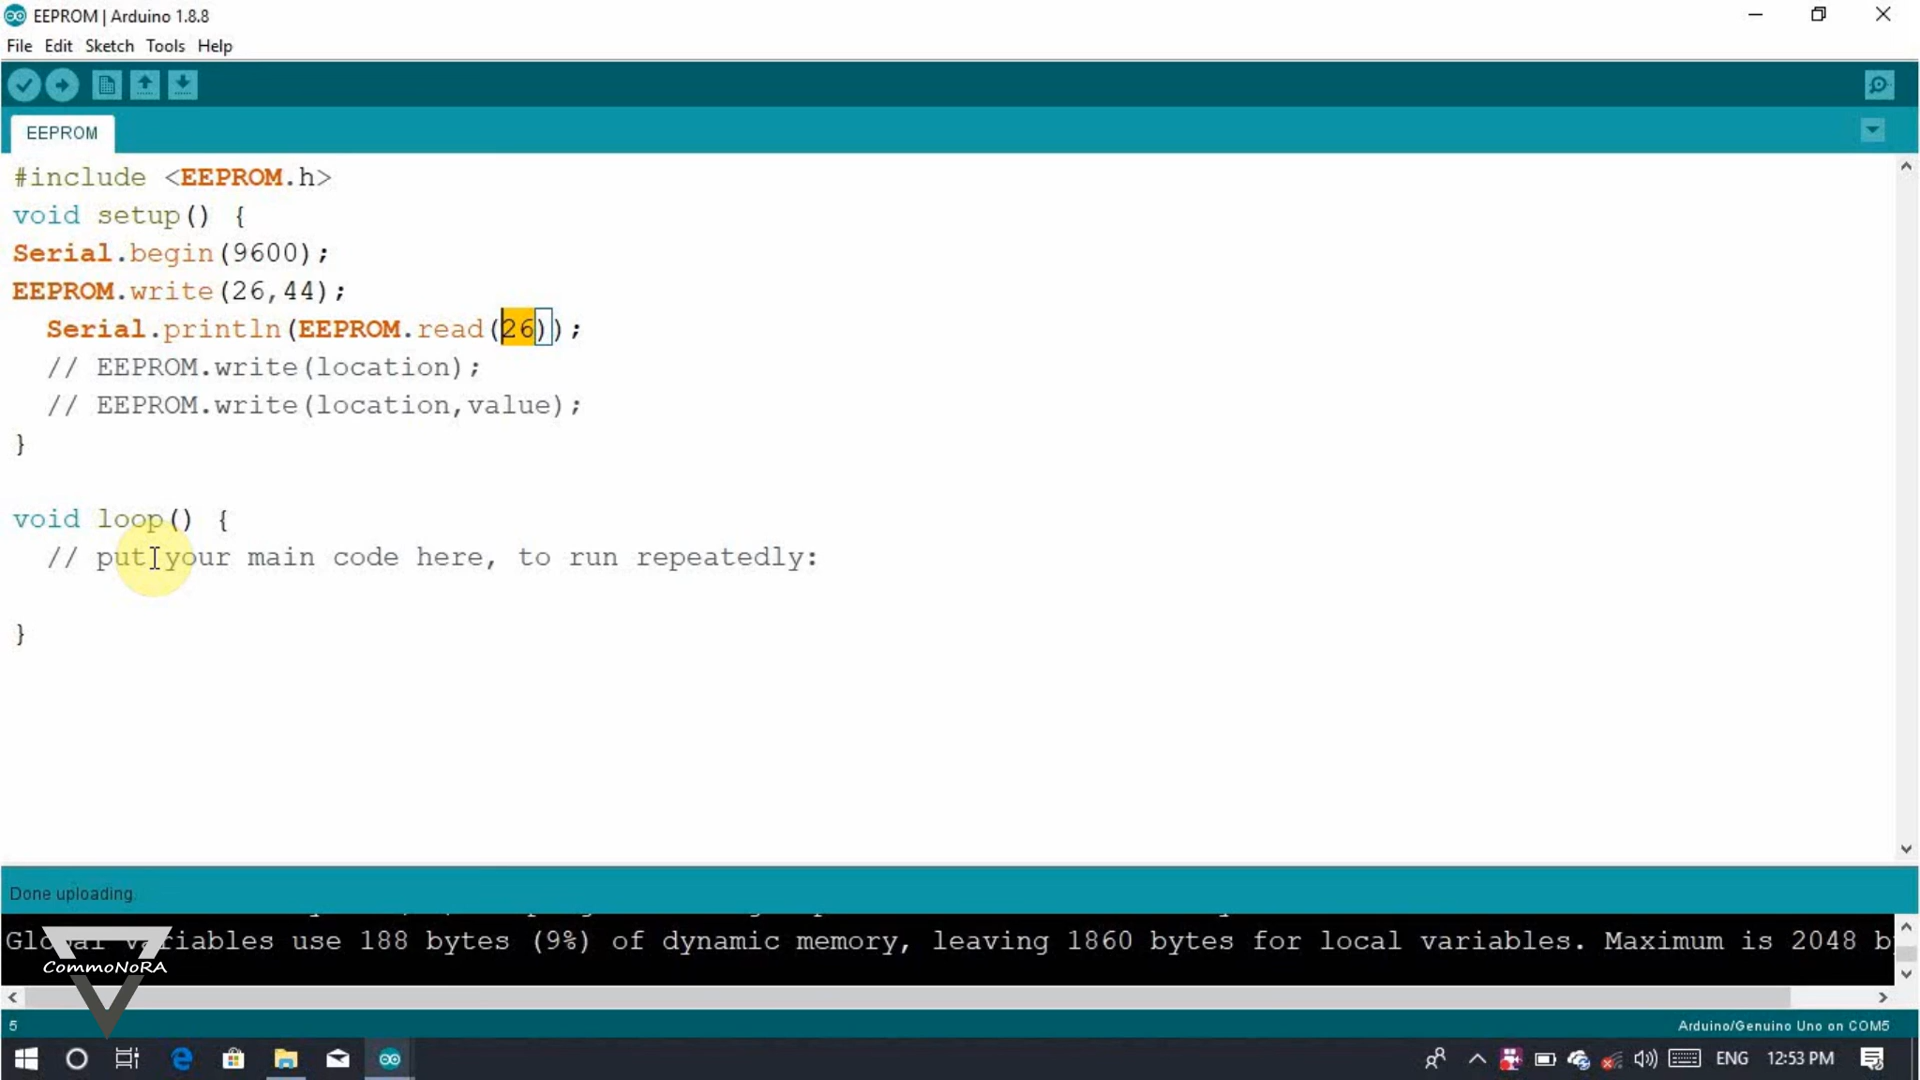 EEPROM | Arduino 1.8.8
File Edit Sketch Tools Help
EEPROM
#include <EEPROM.h>
void setup() {
Serial.begin(9600);
EEPROM.write(26,44);
Serial.println(EEPROM.read(26));
// EEPROM.write(location);
// EEPROM.write(location,value);
}
void loop() {
// put your main code here, to run repeatedly:
}
Done uploading.
Global variables use 188 bytes (9%) of dynamic memory, leaving 1860 bytes for local variables. Maximum is 2048 b
CommoNoRA
5
Arduino/Genuino Uno on COM5
ENG 12:53 PM